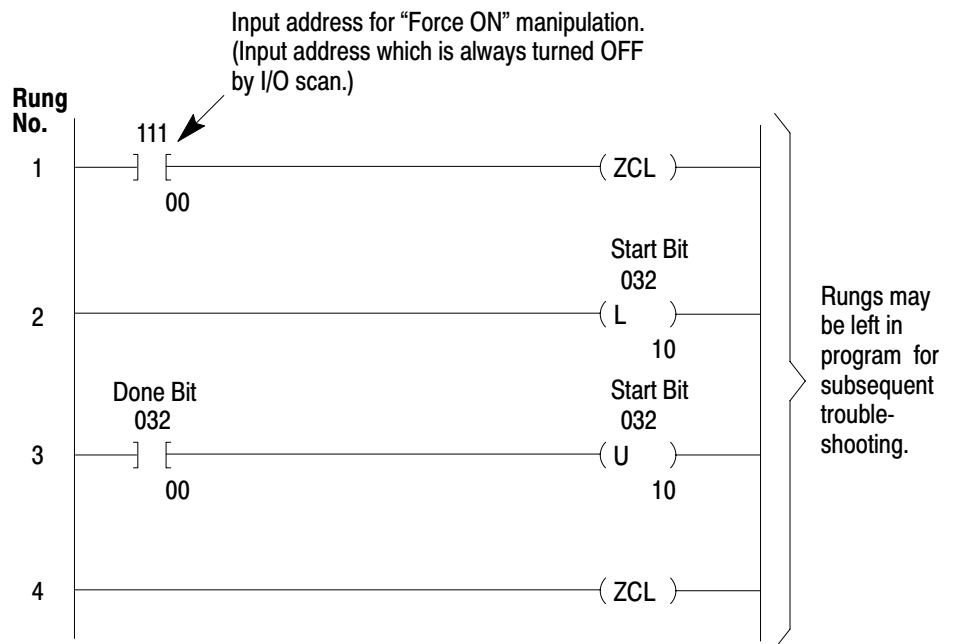 Input address for “Force ON” manipulation.
(Input address which is always turned OFF
by I/O scan.)
Rung
No.
111
1
] [
( ZCL )
00
Start Bit
032
2
( L )
10
Done Bit
032
Start Bit
032
3
] [
( U )
00
10
4
( ZCL )
Rungs may
be left in
program for
subsequent
trouble-
shooting.